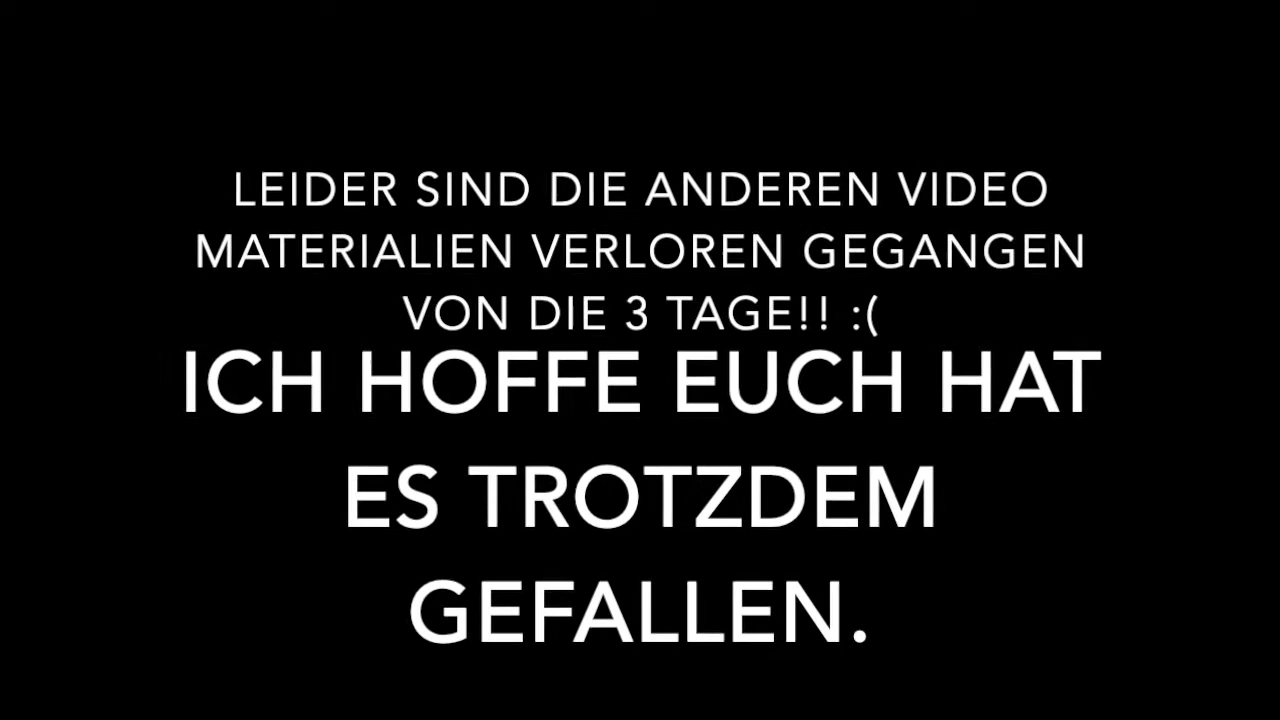 LEIDER SIND DIE ANDEREN VIDEO
MATERIALIEN VERLOREN GEGANGEN
VON DIE 3 TAGE!! :(
ICH HOFFE EUCH HAT
ES TROTZDEM
GEFALLEN.